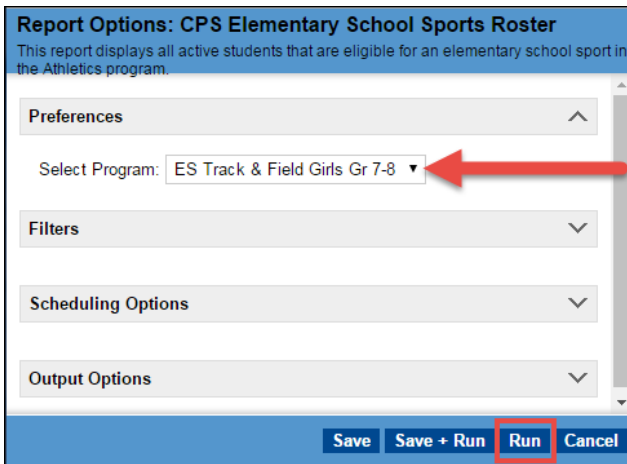 Report Options: CPS Elementary School Sports Roster
This report displays all active students that are eligible for an elementary school sport in
the Athletics program.
Preferences
Select Program: ES Track & Field Girls Gr 7-8
Filters
Scheduling Options
Output Options
Save Save + Run Run Cancel